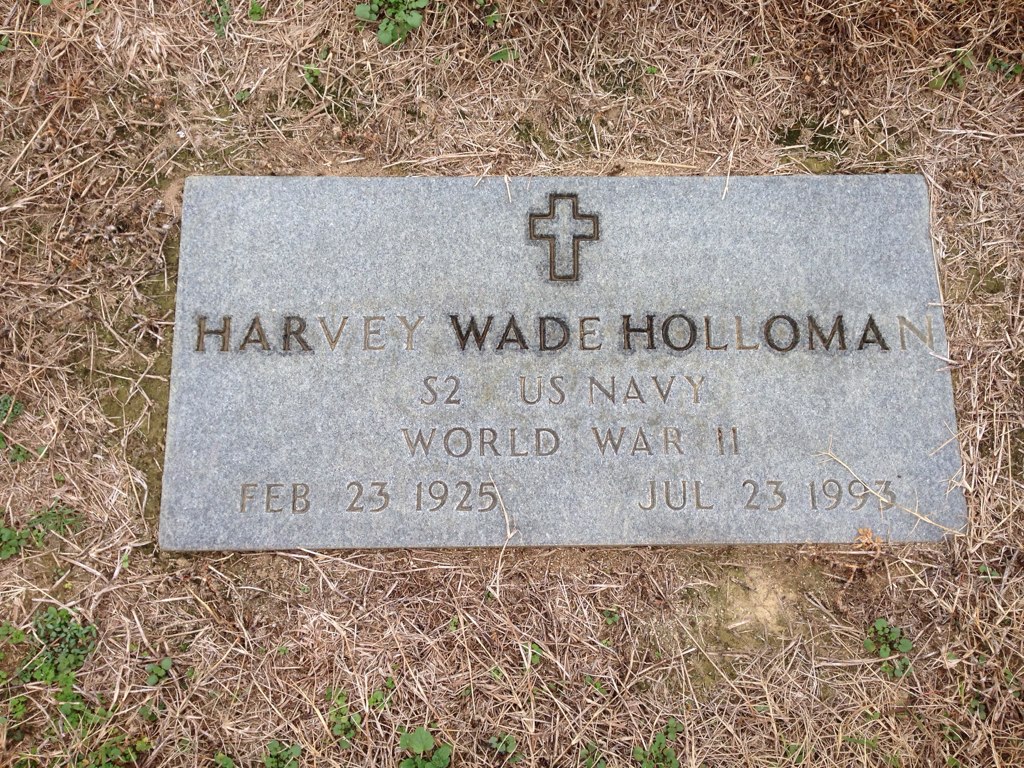 HARVEY WADE HOLLOMAN
S2 US NAVY
WORLD WAR II
FEB 23 1925 JUL 23 1993